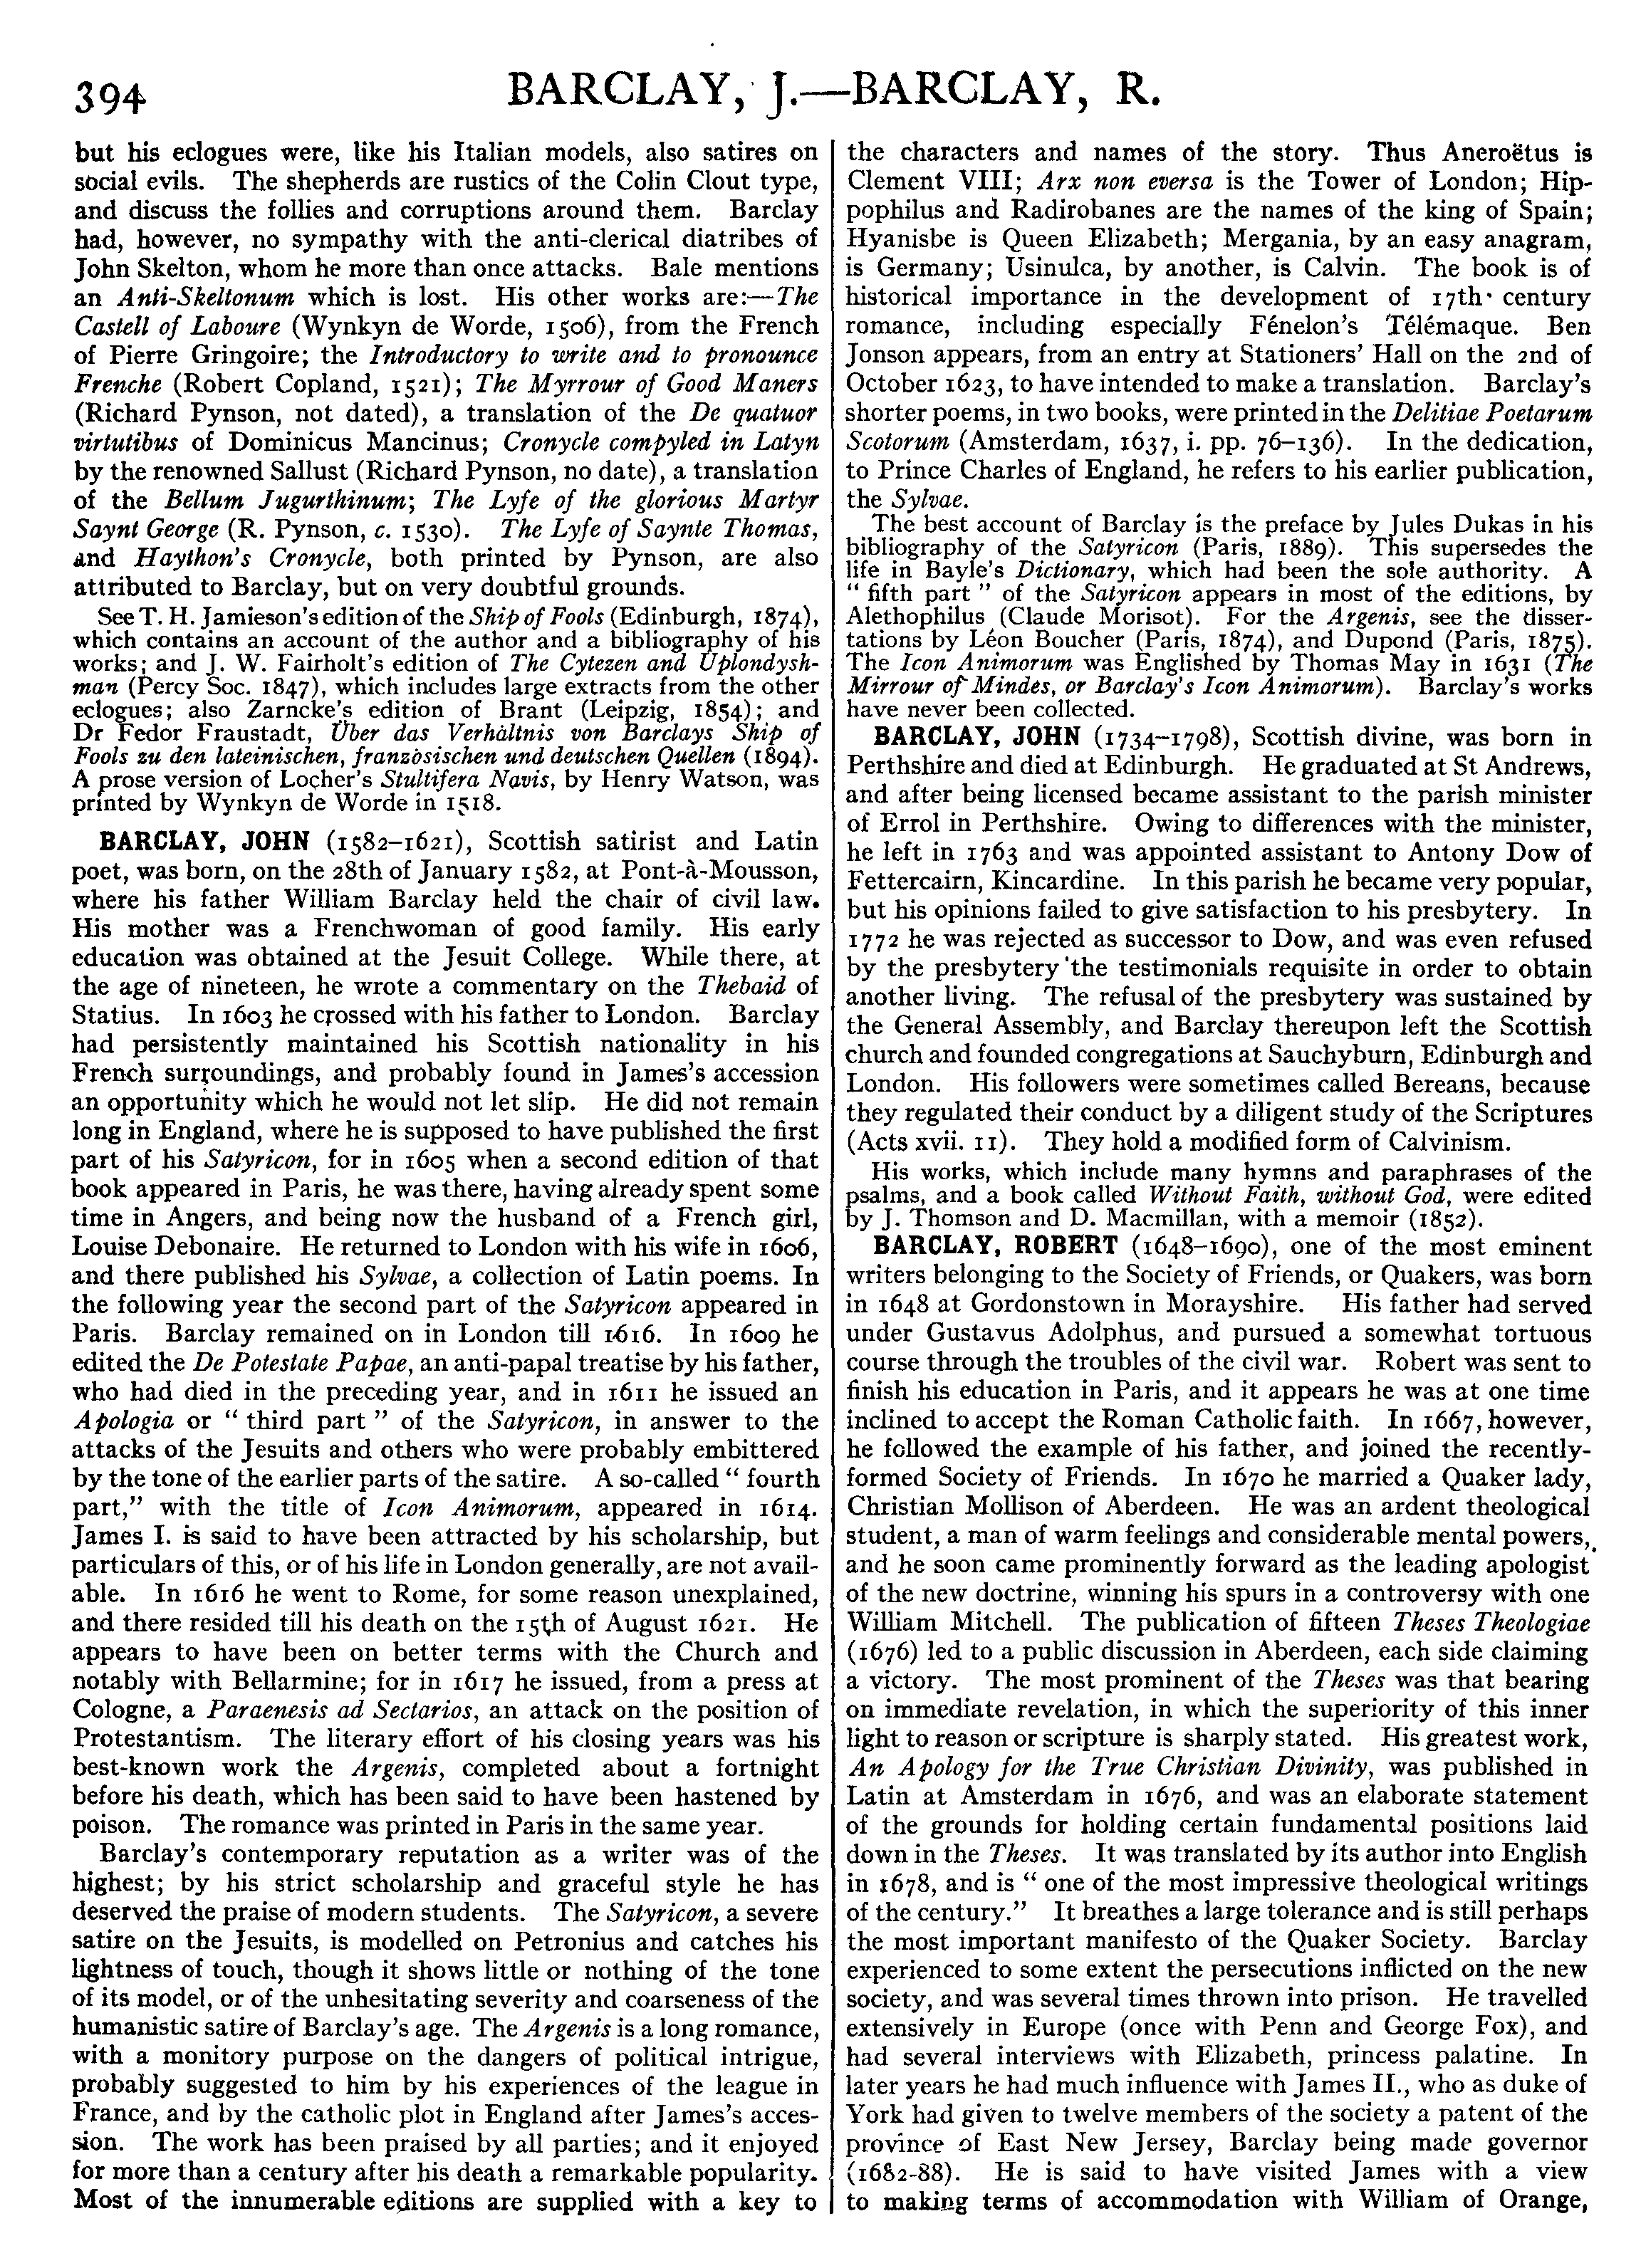 394
BARCLAY, J.—BARCLAY, R.
but his eclogues were, like his Italian models, also satires on
social evils. The shepherds are rustics of the Colin Clout type,
and discuss the follies and corruptions around them. Barclay
had, however, no sympathy with the anti-clerical diatribes of
John Skelton, whom he more than once attacks. Bale mentions
an Anti-Skeltonum which is lost. His other works are:—The
Castell of Laboure (Wynkyn de Worde, 1506), from the French
of Pierre Gringoire; the Introductory to write and to pronounce
Frenche (Robert Copland, 1521); The Myrrour of Good Maners
(Richard Pynson, not dated), a translation of the De quatuor
virtutibus of Dominicus Mancinus; Cronycle compyled in Latyn
by the renowned Sallust (Richard Pynson, no date), a translation
of the Bellum Jugurthinum; The Lyfe of the glorious Martyr
Saynt George (R. Pynson, c. 1530). The Lyfe of Saynte Thomas,
and Haython's Cronycle, both printed by Pynson, are also
attributed to Barclay, but on very doubtful grounds.
See T. H. Jamieson's edition of the Ship of Fools (Edinburgh, 1874),
which contains an account of the author and a bibliography of his
works; and J. W. Fairholt's edition of The Cytezen and Uplondysh-
man (Percy Soc. 1847), which includes large extracts from the other
eclogues; also Zarncke's edition of Brant (Leipzig, 1854); and
Dr Fedor Fraustadt, Über das Verhältnis von Barclays Ship of
Fools zu den lateinischen, französischen und deutschen Quellen (1894).
A prose version of Locher's Stultifera Navis, by Henry Watson, was
printed by Wynkyn de Worde in 1518.
BARCLAY, JOHN (1582–1621), Scottish satirist and Latin
poet, was born, on the 28th of January 1582, at Pont-à-Mousson,
where his father William Barclay held the chair of civil law.
His mother was a Frenchwoman of good family. His early
education was obtained at the Jesuit College. While there, at
the age of nineteen, he wrote a commentary on the Thebaid of
Statius. In 1603 he crossed with his father to London. Barclay
had persistently maintained his Scottish nationality in his
French surroundings, and probably found in James's accession
an opportunity which he would not let slip. He did not remain
long in England, where he is supposed to have published the first
part of his Satyricon, for in 1605 when a second edition of that
book appeared in Paris, he was there, having already spent some
time in Angers, and being now the husband of a French girl,
Louise Debonaire. He returned to London with his wife in 1606,
and there published his Sylvae, a collection of Latin poems. In
the following year the second part of the Satyricon appeared in
Paris. Barclay remained on in London till 1616. In 1609 he
edited the De Potestate Papae, an anti-papal treatise by his father,
who had died in the preceding year, and in 1611 he issued an
Apologia or “ third part ” of the Satyricon, in answer to the
attacks of the Jesuits and others who were probably embittered
by the tone of the earlier parts of the satire. A so-called “ fourth
part,” with the title of Icon Animorum, appeared in 1614.
James I. is said to have been attracted by his scholarship, but
particulars of this, or of his life in London generally, are not avail-
able. In 1616 he went to Rome, for some reason unexplained,
and there resided till his death on the 15th of August 1621. He
appears to have been on better terms with the Church and
notably with Bellarmine; for in 1617 he issued, from a press at
Cologne, a Paraenesis ad Sectarios, an attack on the position of
Protestantism. The literary effort of his closing years was his
best-known work the Argenis, completed about a fortnight
before his death, which has been said to have been hastened by
poison. The romance was printed in Paris in the same year.
Barclay's contemporary reputation as a writer was of the
highest; by his strict scholarship and graceful style he has
deserved the praise of modern students. The Satyricon, a severe
satire on the Jesuits, is modelled on Petronius and catches his
lightness of touch, though it shows little or nothing of the tone
of its model, or of the unhesitating severity and coarseness of the
humanistic satire of Barclay's age. The Argenis is a long romance,
with a monitory purpose on the dangers of political intrigue,
probably suggested to him by his experiences of the league in
France, and by the catholic plot in England after James's acces-
sion. The work has been praised by all parties; and it enjoyed
for more than a century after his death a remarkable popularity.
Most of the innumerable editions are supplied with a key to
the characters and names of the story. Thus Aneroëtus is
Clement VIII; Arx non eversa is the Tower of London; Hip-
pophilus and Radirobanes are the names of the king of Spain;
Hyanisbe is Queen Elizabeth; Mergania, by an easy anagram,
is Germany; Usinulca, by another, is Calvin. The book is of
historical importance in the development of 17th century
romance, including especially Fénelon's Télémaque. Ben
Jonson appears, from an entry at Stationers' Hall on the 2nd of
October 1623, to have intended to make a translation. Barclay's
shorter poems, in two books, were printed in the Delitiae Poetarum
Scotorum (Amsterdam, 1637, i. pp. 76–136). In the dedication,
to Prince Charles of England, he refers to his earlier publication,
the Sylvae.
The best account of Barclay is the preface by Jules Dukas in his
bibliography of the Satyricon (Paris, 1889). This supersedes the
life in Bayle's Dictionary, which had been the sole authority. A
“ fifth part ” of the Satyricon appears in most of the editions, by
Alethophilus (Claude Morisot). For the Argenis, see the disser-
tations by Léon Boucher (Paris, 1874), and Dupond (Paris, 1875).
The Icon Animorum was Englished by Thomas May in 1631 (The
Mirrour of Mindes, or Barclay's Icon Animorum). Barclay's works
have never been collected.
BARCLAY, JOHN (1734–1798), Scottish divine, was born in
Perthshire and died at Edinburgh. He graduated at St Andrews,
and after being licensed became assistant to the parish minister
of Errol in Perthshire. Owing to differences with the minister,
he left in 1763 and was appointed assistant to Antony Dow of
Fettercairn, Kincardine. In this parish he became very popular,
but his opinions failed to give satisfaction to his presbytery. In
1772 he was rejected as successor to Dow, and was even refused
by the presbytery the testimonials requisite in order to obtain
another living. The refusal of the presbytery was sustained by
the General Assembly, and Barclay thereupon left the Scottish
church and founded congregations at Sauchyburn, Edinburgh and
London. His followers were sometimes called Bereans, because
they regulated their conduct by a diligent study of the Scriptures
(Acts xvii. 11). They hold a modified form of Calvinism.
His works, which include many hymns and paraphrases of the
psalms, and a book called Without Faith, without God, were edited
by J. Thomson and D. Macmillan, with a memoir (1852).
BARCLAY, ROBERT (1648–1690), one of the most eminent
writers belonging to the Society of Friends, or Quakers, was born
in 1648 at Gordonstown in Morayshire. His father had served
under Gustavus Adolphus, and pursued a somewhat tortuous
course through the troubles of the civil war. Robert was sent to
finish his education in Paris, and it appears he was at one time
inclined to accept the Roman Catholic faith. In 1667, however,
he followed the example of his father, and joined the recently-
formed Society of Friends. In 1670 he married a Quaker lady,
Christian Mollison of Aberdeen. He was an ardent theological
student, a man of warm feelings and considerable mental powers,
and he soon came prominently forward as the leading apologist
of the new doctrine, winning his spurs in a controversy with one
William Mitchell. The publication of fifteen Theses Theologiae
(1676) led to a public discussion in Aberdeen, each side claiming
a victory. The most prominent of the Theses was that bearing
on immediate revelation, in which the superiority of this inner
light to reason or scripture is sharply stated. His greatest work,
An Apology for the True Christian Divinity, was published in
Latin at Amsterdam in 1676, and was an elaborate statement
of the grounds for holding certain fundamental positions laid
down in the Theses. It was translated by its author into English
in 1678, and is “ one of the most impressive theological writings
of the century.” It breathes a large tolerance and is still perhaps
the most important manifesto of the Quaker Society. Barclay
experienced to some extent the persecutions inflicted on the new
society, and was several times thrown into prison. He travelled
extensively in Europe (once with Penn and George Fox), and
had several interviews with Elizabeth, princess palatine. In
later years he had much influence with James II., who as duke of
York had given to twelve members of the society a patent of the
province of East New Jersey, Barclay being made governor
(1682-88). He is said to have visited James with a view
to making terms of accommodation with William of Orange,